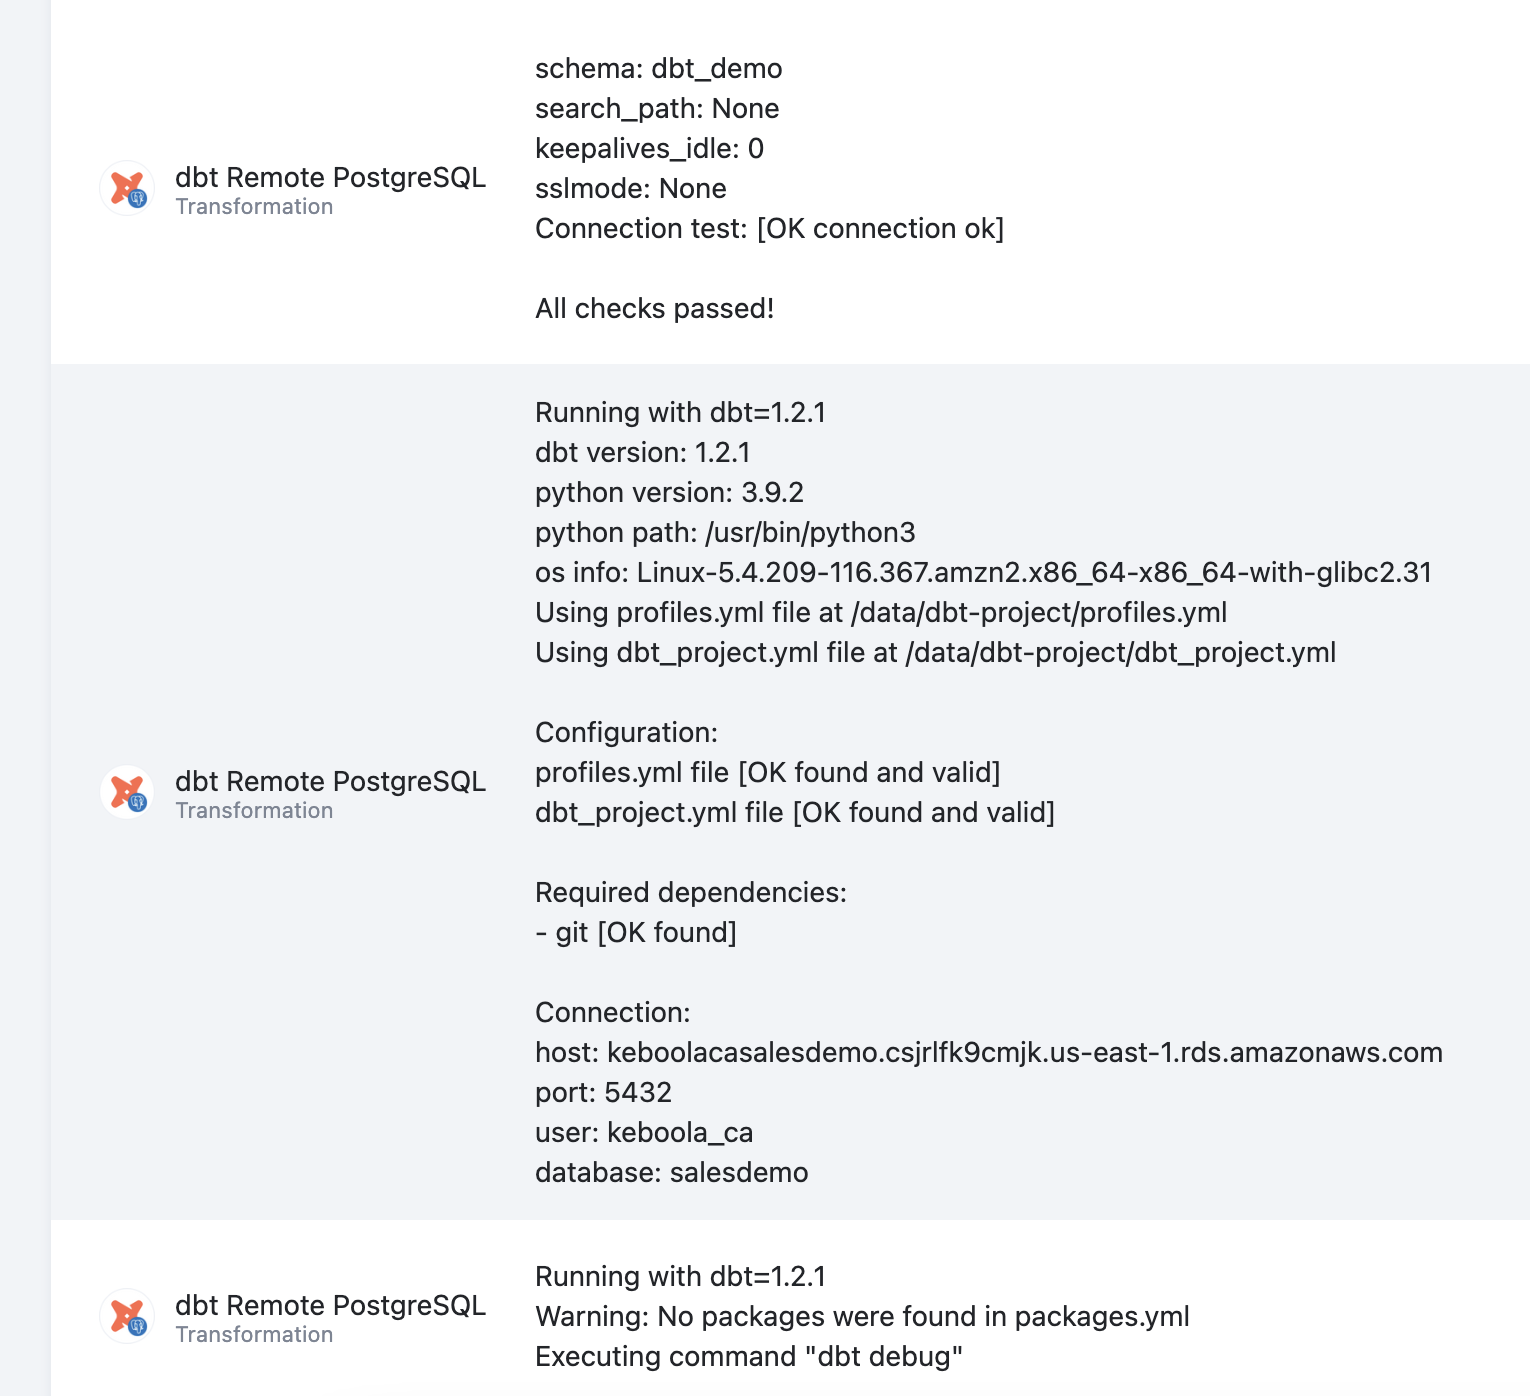 schema: dbt_demo
search_path: None
keepalives_idle: 0
sslmode: None
Connection test: [OK connection ok]
All checks passed!
dbt Remote PostgreSQL
Transformation
Running with dbt=1.2.1
dbt version: 1.2.1
python version: 3.9.2
python path: /usr/bin/python3
os info: Linux-5.4.209-116.367.amzn2.x86_64-x86_64-with-glibc2.31
Using profiles.yml file at /data/dbt-project/profiles.yml
Using dbt_project.yml file at /data/dbt-project/dbt_project.yml
Configuration:
profiles.yml file [OK found and valid]
dbt_project.yml file [OK found and valid]
Required dependencies:
- git [OK found]
Connection:
host: keboolacasalesdemo.csjrlfk9cmjk.us-east-1.rds.amazonaws.com
port: 5432
user: keboola_ca
database: salesdemo
dbt Remote PostgreSQL
Transformation
Running with dbt=1.2.1
Warning: No packages were found in packages.yml
Executing command "dbt debug"
dbt Remote PostgreSQL
Transformation